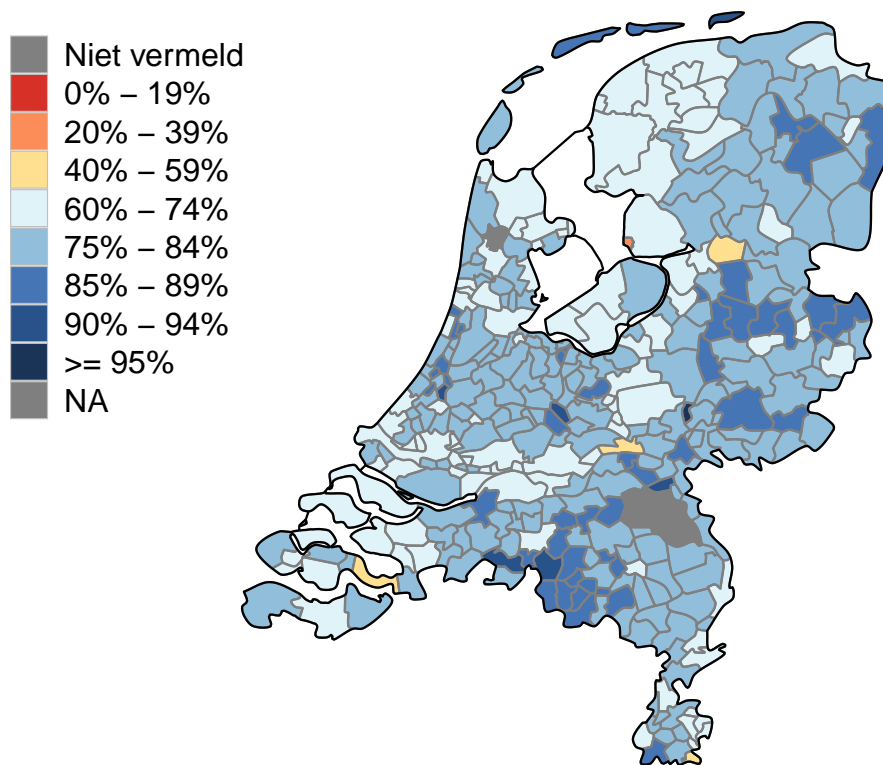 Niet vermeld
0% – 19%
20% – 39%
40% – 59%
60% – 74%
75% – 84%
85% – 89%
90% – 94%
>= 95%
NA